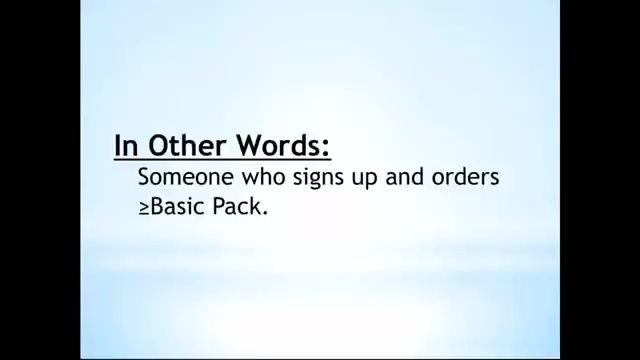 In Other Words:
Someone who signs up and orders
≥Basic Pack.